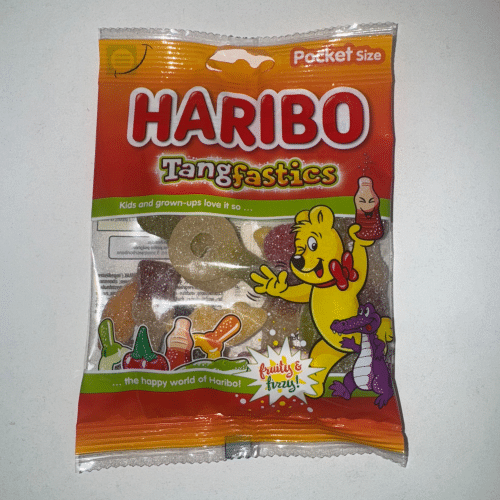 Pocket Size
HARIBO
Tangfastics
Kids and grown-ups love it so ...
fruity &
fizzy!
... the happy world of Haribo!